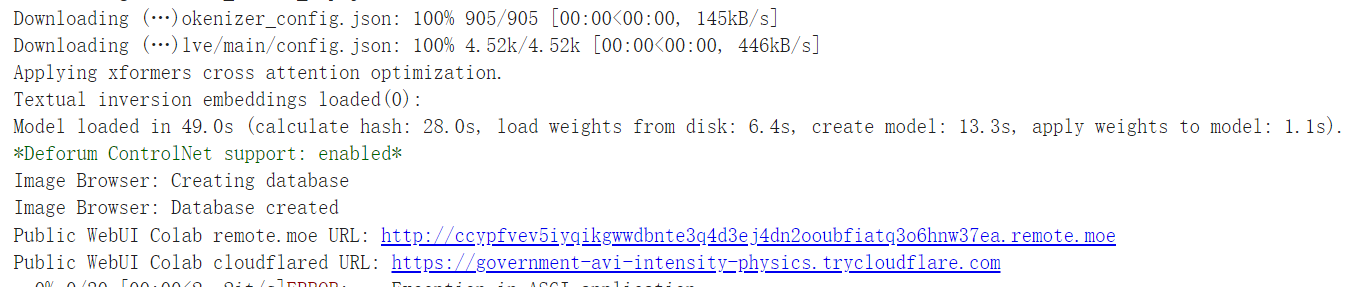 Downloading (…)okenizer_config.json: 100% 905/905 [00:00<00:00, 145kB/s]
Downloading (…)lve/main/config.json: 100% 4.52k/4.52k [00:00<00:00, 446kB/s]
Applying xformers cross attention optimization.
Textual inversion embeddings loaded(0):
Model loaded in 49.0s (calculate hash: 28.0s, load weights from disk: 6.4s, create model: 13.3s, apply weights to model: 1.1s).
*Deforum ControlNet support: enabled*
Image Browser: Creating database
Image Browser: Database created
Public WebUI Colab remote.moe URL: http://ccypfvev5iyqikgwwdbnte3q4d3ej4dn2ooubfiatq3o6hnw37ea.remote.moe
Public WebUI Colab cloudflared URL: https://government-avi-intensity-physics.trycloudflare.com
Exception in ASGI application